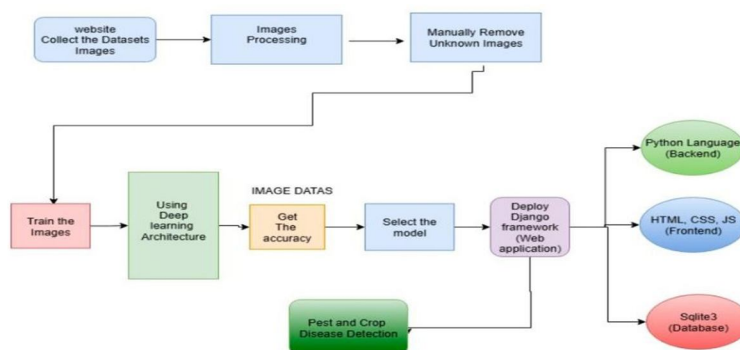 website
Collect the Datasets
Images
Images
Processing
Manually Remove
Unknown Images
Train the
Images
Using
Deep
learning
Architecture
IMAGE DATAS
Get
The
accuracy
Select the
model
Deploy
Django
framework
(Web
application)
Python Language
(Backend)
HTML, CSS, JS
(Frontend)
Sqlite3
(Database)
Pest and Crop
Disease Detection